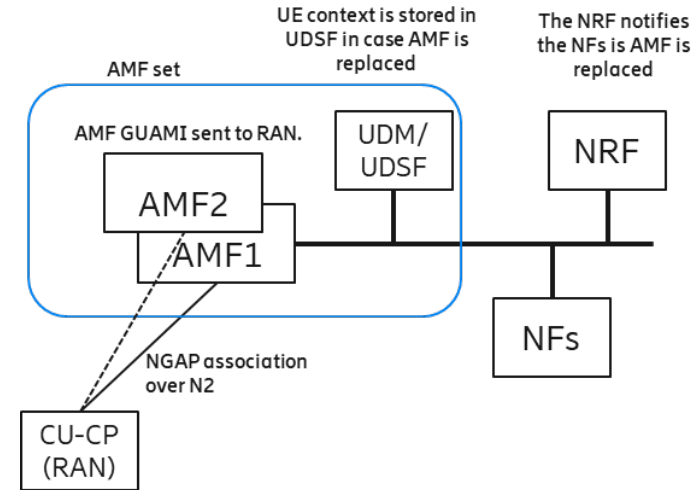 UE context is stored in
UDSF in case AMF is
replaced
The NRF notifies
the NFs is AMF is
replaced
AMF set
AMF GUAMI sent to RAN.
UDM/
UDSF
NRF
AMF2
AMF1
NFs
NGAP association
over N2
CU-CP
(RAN)